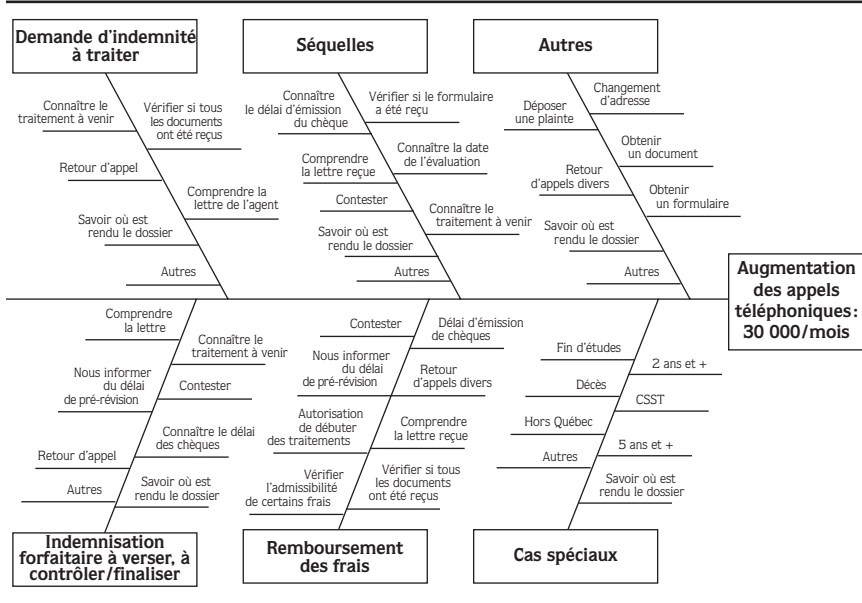 Demande d'indemnité
à traiter
Connaître le
traitement à venir
Vérifier si tous
les documents
ont été reçus
Retour d'appel
Comprendre la
lettre de l'agent
Savoir où est
rendu le dossier
Autres
Séquelles
Connaître
le délai d'émission
du chèque
Vérifier si le formulaire
a été reçu
Comprendre
la lettre reçue
Connaître la date
de l'évaluation
Contester
Connaître le
traitement à venir
Savoir où est
rendu le dossier
Autres
Autres
Changement
d'adresse
Déposer
une plainte
Obtenir
un document
Retour
d'appels divers
Obtenir
un formulaire
Savoir où est
rendu le dossier
Autres
Augmentation
des appels
téléphoniques:
30 000/mois
Comprendre
la lettre
Connaître le
traitement à venir
Nous informer
du délai
de pré-révision
Contester
Connaître le délai
des chèques
Retour d'appel
Autres
Savoir où est
rendu le dossier
Indemnisation
forfaitaire à verser, à
contrôler/finaliser
Contester
Délai d'émission
de chèques
Nous informer
du délai
de pré-révision
Retour
d'appels divers
Autorisation
de débuter
des traitements
Comprendre
la lettre reçue
Vérifier
l'admissibilité
de certains frais
Vérifier si tous
les documents
ont été reçus
Remboursement
des frais
Fin d'études
2 ans et +
Décès
CSST
Hors Québec
5 ans et +
Autres
Savoir où est
rendu le dossier
Cas spéciaux